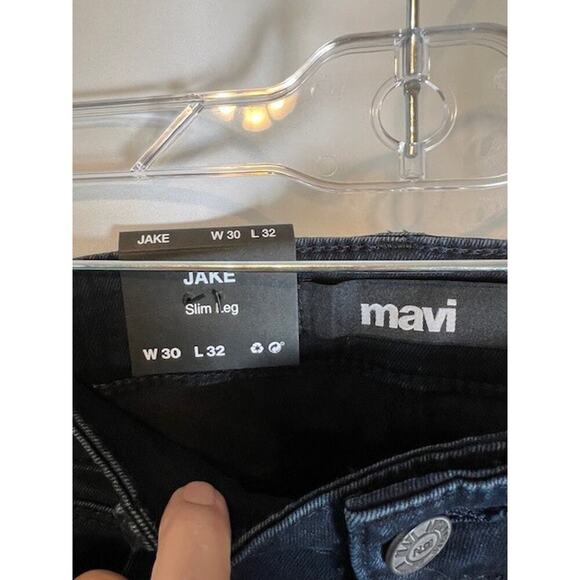 JAKE W 30 L 32
JAKE
Slim Leg
W 30 L 32
mavi